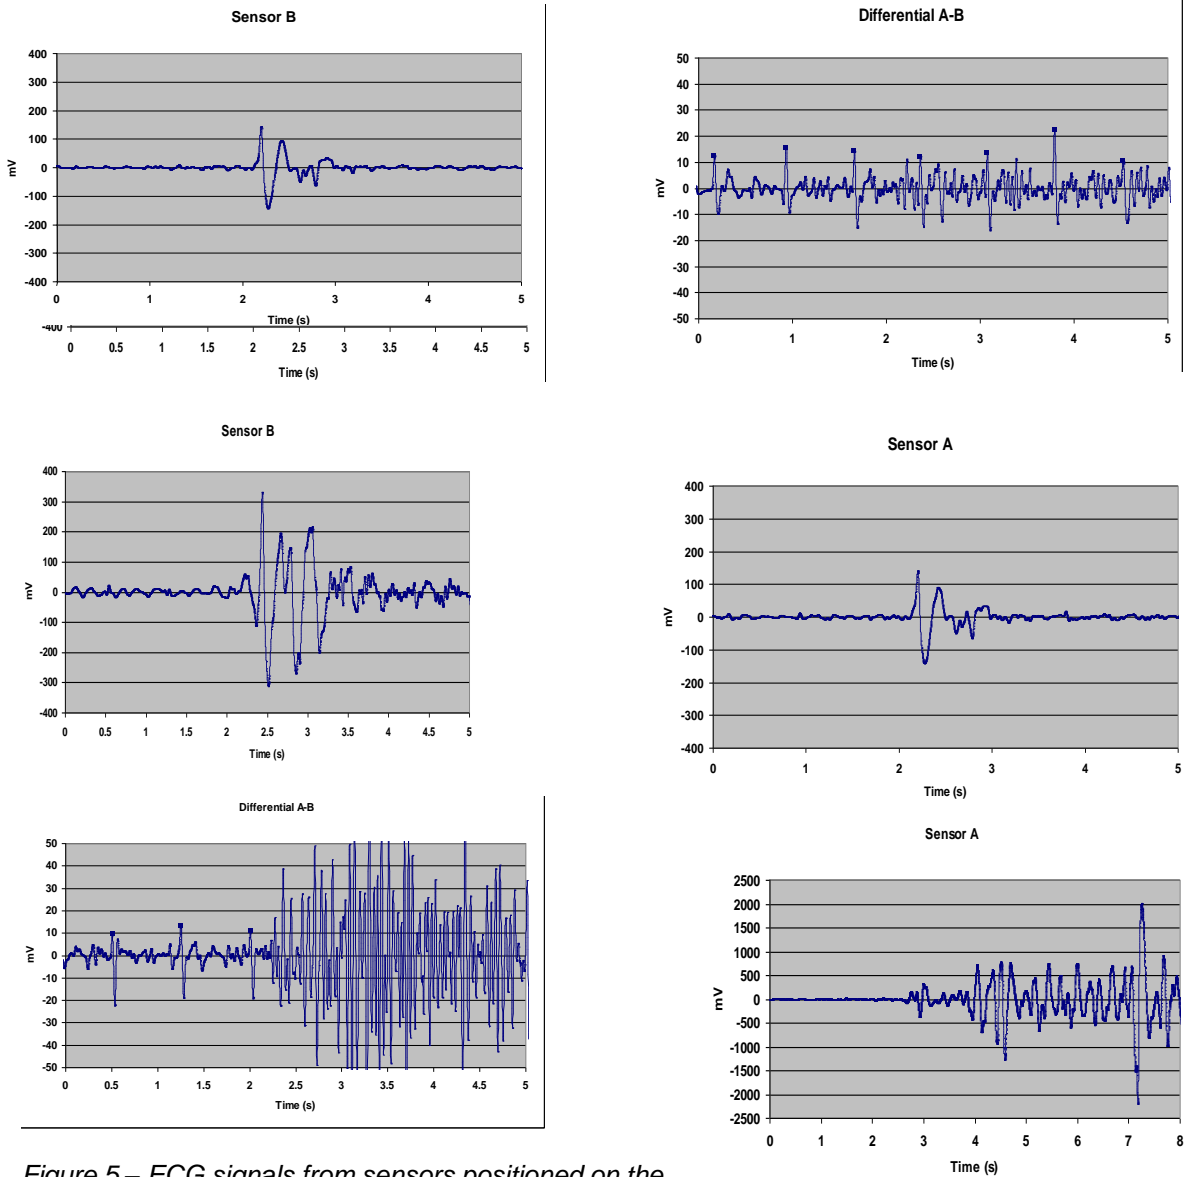 Sensor B
400
300
200
100
0
-100
-200
-300
-400
mV
0 1 2 3 4 5
Time (s)
-400
0 0.5 1 1.5 2 2.5 3 3.5 4 4.5 5
Time (s)
Differential A-B
50
40
30
20
10
0
-10
-20
-30
-40
-50
mV
0 1 2 3 4 5
Time (s)
Sensor B
400
300
200
100
0
-100
-200
-300
-400
mV
0 0.5 1 1.5 2 2.5 3 3.5 4 4.5 5
Time (s)
Sensor A
400
300
200
100
0
-100
-200
-300
-400
mV
0 1 2 3 4 5
Time (s)
Differential A-B
50
40
30
20
10
0
-10
-20
-30
-40
-50
mV
0 0.5 1 1.5 2 2.5 3 3.5 4 4.5 5
Time (s)
Sensor A
2500
2000
1500
1000
500
0
-500
-1000
-1500
-2000
-2500
mV
0 1 2 3 4 5 6 7 8
Time (s)
Figure 5 – ECG signals from sensors positioned on the